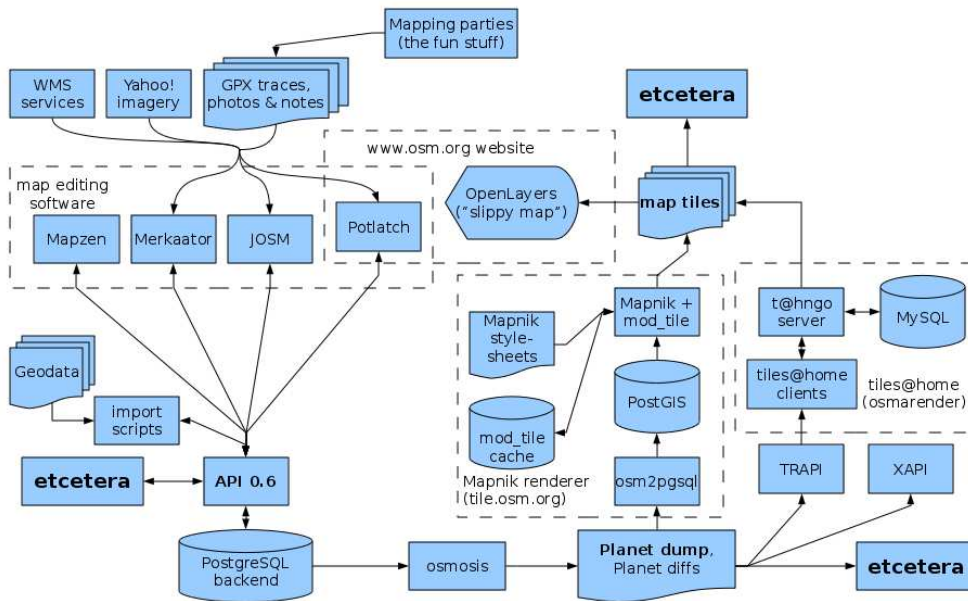 Mapping parties
(the fun stuff)
WMS
services
Yahoo!
imagery
GPX traces,
photos & notes
etcetera
www.osm.org website
map editing
software
OpenLayers
("slippy map")
map tiles
Mapzen
Merkaator
JOSM
Potlatch
Mapnik
style-
sheets
Mapnik +
mod_tile
t@hngo
server
MySQL
Geodata
import
scripts
mod_tile
cache
PostGIS
tiles@home
clients
tiles@home
(osmarender)
etcetera
API 0.6
Mapnik renderer
(tile.osm.org)
osm2pgsql
TRAPI
XAPI
PostgreSQL
backend
osmosis
Planet dump,
Planet diffs
etcetera